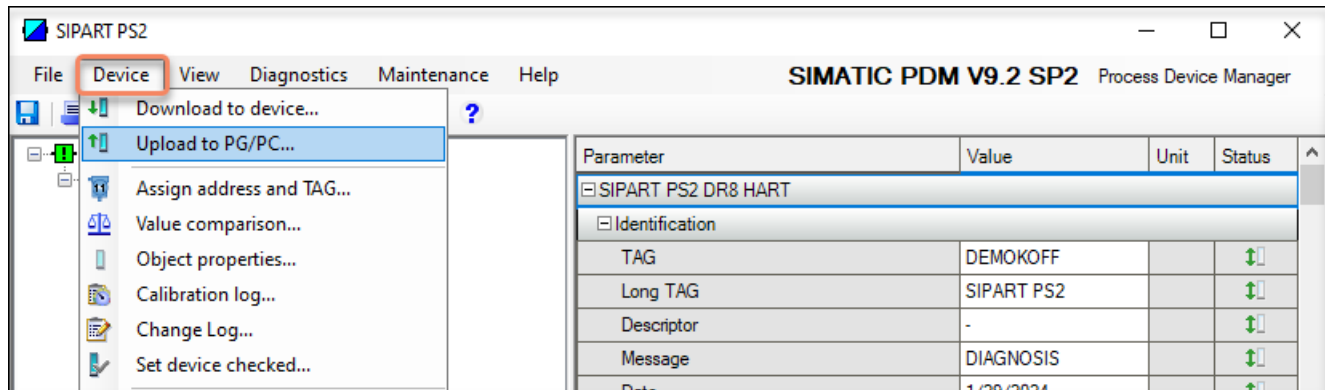 SIPART PS2
File Device View Diagnostics Maintenance Help SIMATIC PDM V9.2 SP2 Process Device Manager
Download to device...
?
Upload to PG/PC...
Parameter Value Unit Status
Assign address and TAG...
SIPART PS2 DR8 HART
Value comparison...
Identification
Object properties...
TAG DEMOKOFF
Calibration log...
Long TAG SIPART PS2
Change Log...
Descriptor -
Set device checked...
Message DIAGNOSIS